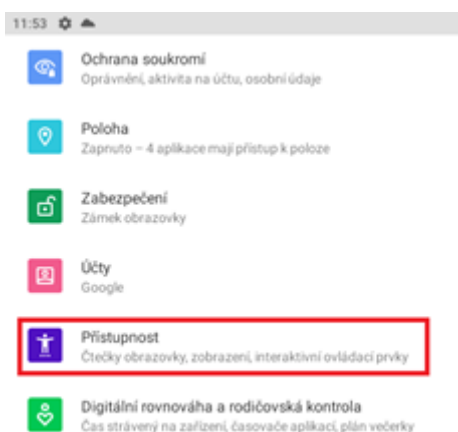 11:53
Ochrana soukromí
Oprávnění, aktivita na účtu, osobní údaje
Poloha
Zapnuto – 4 aplikace mají přístup k poloze
Zabezpečení
Zámek obrazovky
Účty
Google
Přístupnost
Čtečky obrazovky, zobrazení, interaktivní ovládací prvky
Digitální rovnováha a rodičovská kontrola
Čas strávený na zařízení, časovače aplikací, plán večerky